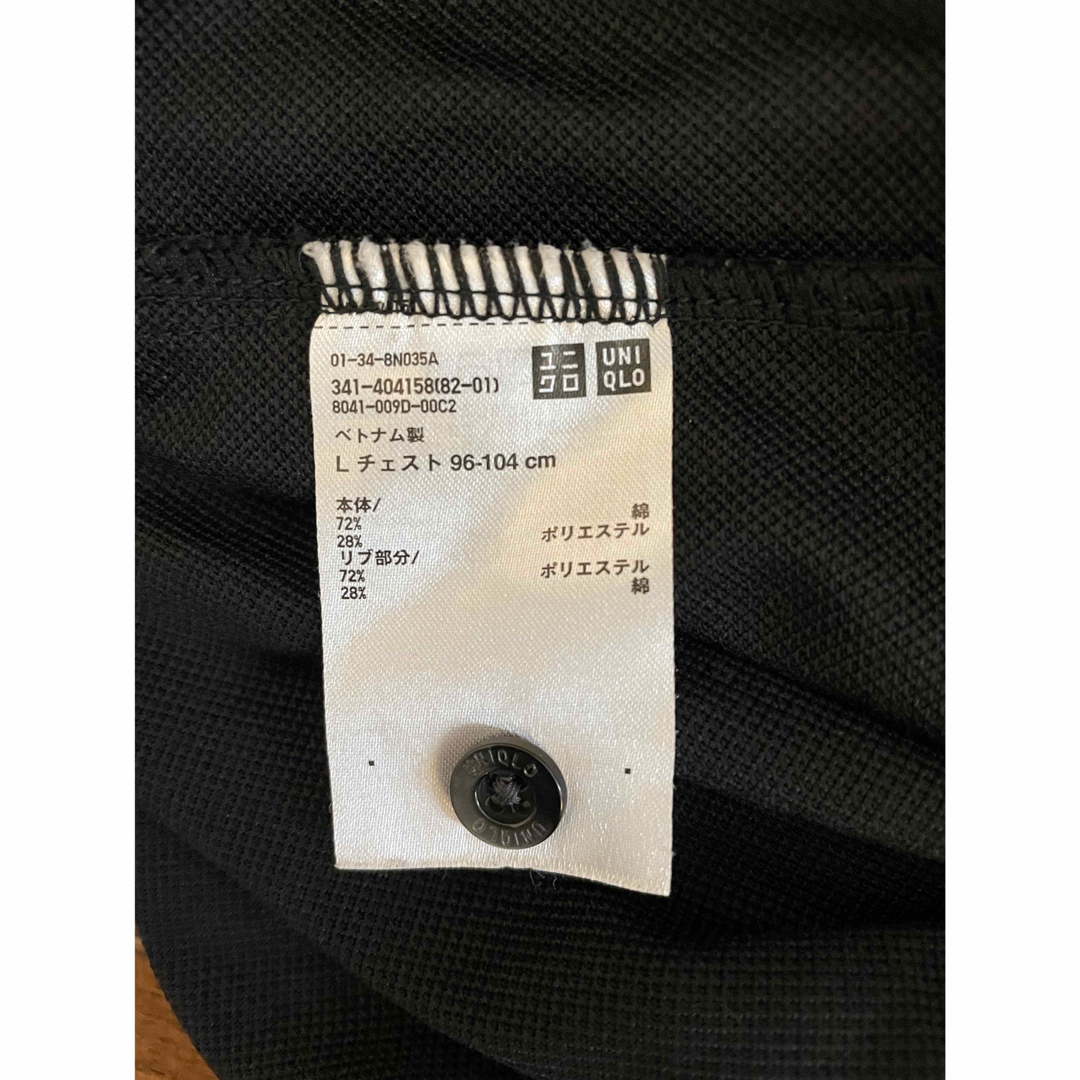 01-34-8N035A
341-404158(82-01)
8041-009D-00C2
ユニ
クロ
UNI
QLO
ベトナム製
L チェスト 96-104 cm
本体/
72% 綿
28% ポリエステル
リブ部分/
72% ポリエステル
28% 綿
UNIQLO
UNIQLO